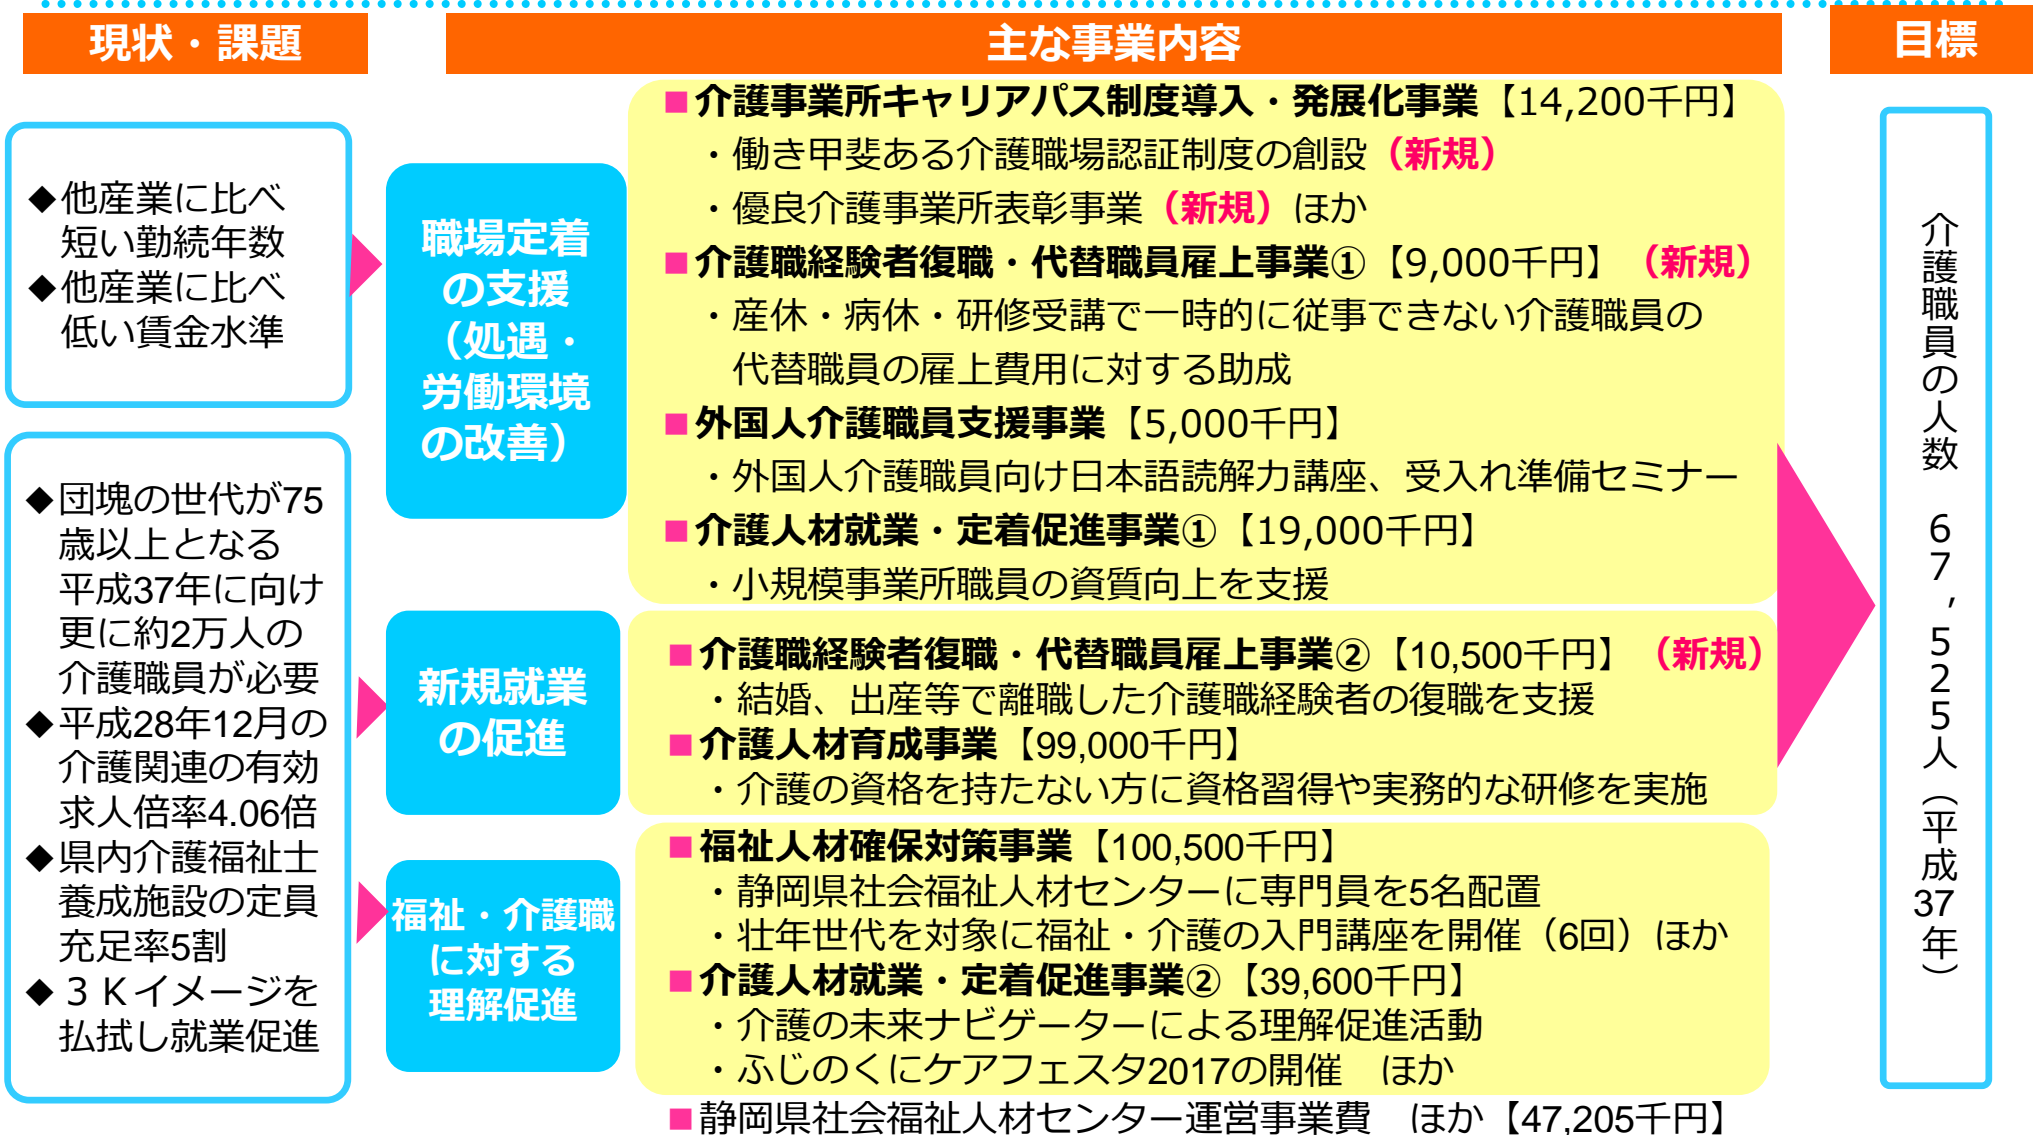 現状・課題
主な事業内容
目標
◆他産業に比べ
短い勤続年数
◆他産業に比べ
低い賃金水準
◆団塊の世代が75
歳以上となる
平成37年に向け
更に約2万人の
介護職員が必要
◆平成28年12月の
介護関連の有効
求人倍率4.06倍
◆県内介護福祉士
養成施設の定員
充足率5割
◆３Ｋイメージを
払拭し就業促進
職場定着
の支援
（処遇・
労働環境
の改善）
■介護事業所キャリアパス制度導入・発展化事業【14,200千円】
・働き甲斐ある介護職場認証制度の創設（新規）
・優良介護事業所表彰事業（新規）ほか
■介護職経験者復職・代替職員雇上事業①【9,000千円】（新規）
・産休・病休・研修受講で一時的に従事できない介護職員の
代替職員の雇上費用に対する助成
■外国人介護職員支援事業【5,000千円】
・外国人介護職員向け日本語読解力講座、受入れ準備セミナー
■介護人材就業・定着促進事業①【19,000千円】
・小規模事業所職員の資質向上を支援
新規就業
の促進
■介護職経験者復職・代替職員雇上事業②【10,500千円】（新規）
・結婚、出産等で離職した介護職経験者の復職を支援
■介護人材育成事業【99,000千円】
・介護の資格を持たない方に資格習得や実務的な研修を実施
福祉・介護職
に対する
理解促進
■福祉人材確保対策事業【100,500千円】
・静岡県社会福祉人材センターに専門員を5名配置
・壮年世代を対象に福祉・介護の入門講座を開催（6回）ほか
■介護人材就業・定着促進事業②【39,600千円】
・介護の未来ナビゲーターによる理解促進活動
・ふじのくにケアフェスタ2017の開催　ほか
■静岡県社会福祉人材センター運営事業費　ほか【47,205千円】
介護職員の人数　６７，５２５人（平成37年）